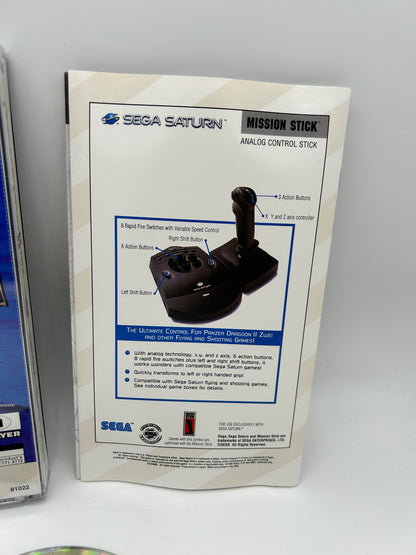 SEGA SATURN™
MISSION STICK™
ANALOG CONTROL STICK
3 Action Buttons
X, Y and Z axis controller
8 Rapid Fire Switches with Variable Speed Control
Right Shift Button
6 Action Buttons
Left Shift Button
THE ULTIMATE CONTROL FOR PANZER DRAGOON II ZWEI
AND OTHER FLYING AND SHOOTING GAMES!
With analog technology, x,y, and z axis, 6 action buttons,
8 rapid fire switches plus left and right shift buttons, it
works wonders with compatible Sega Saturn games!
Quickly transforms to left or right handed grip!
Compatible with Sega Saturn flying and shooting games.
See individual game boxes for details.
SEGA
Games with this symbol are
optimized with the Mission Stick.
FOR USE EXCLUSIVELY WITH
SEGA SATURN™
Sega, Sega Saturn and Mission Stick are
trademarks of SEGA ENTERPRISES, LTD.
©SEGA. All Rights Reserved.
81022